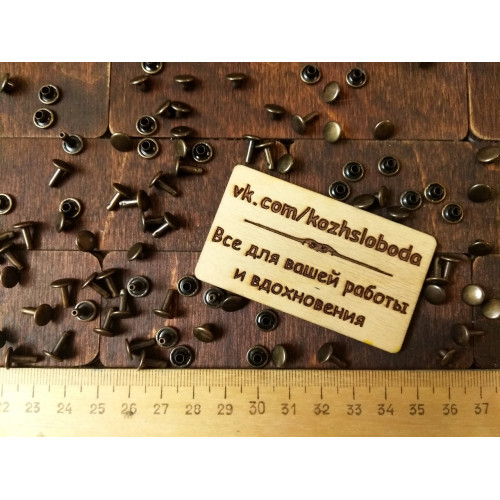 vk.com/kozhsloboda
Все для вашей работы
и вдохновения
22 23 24 25 26 27 28 29 30 31 32 33 34 35 36 37